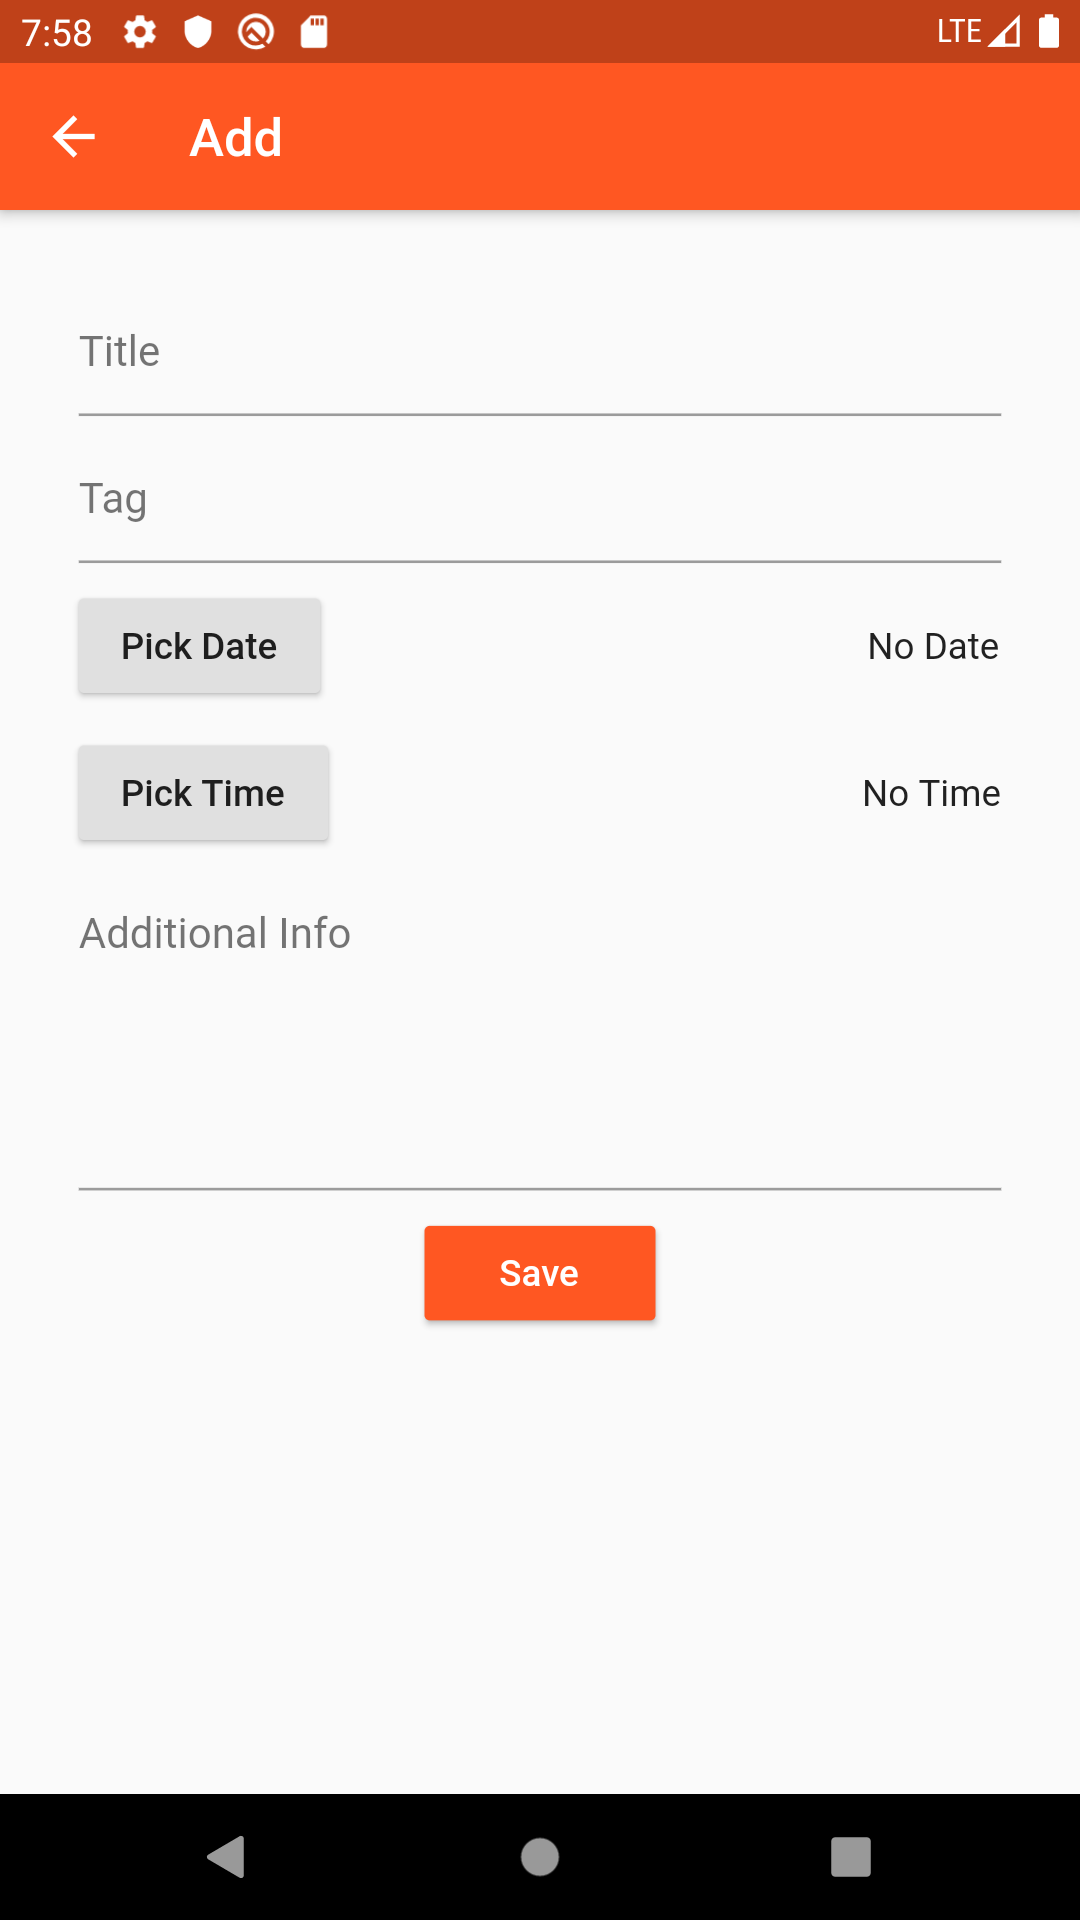 7:58 LTE
Add
Title
Tag
Pick Date No Date
Pick Time No Time
Additional Info
Save